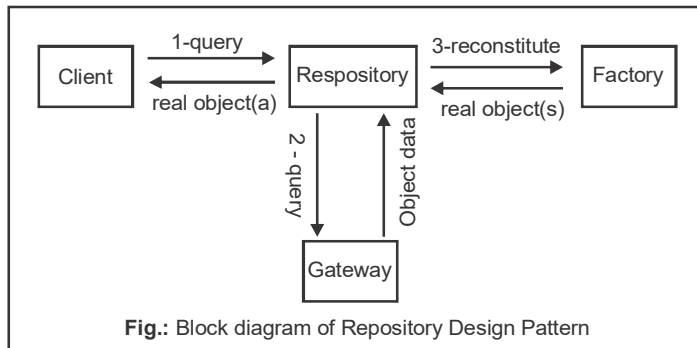 1-query
3-reconstitute
Client
Respository
Factory
real object(a)
real object(s)
2 - query
Object data
Gateway
Fig.: Block diagram of Repository Design Pattern